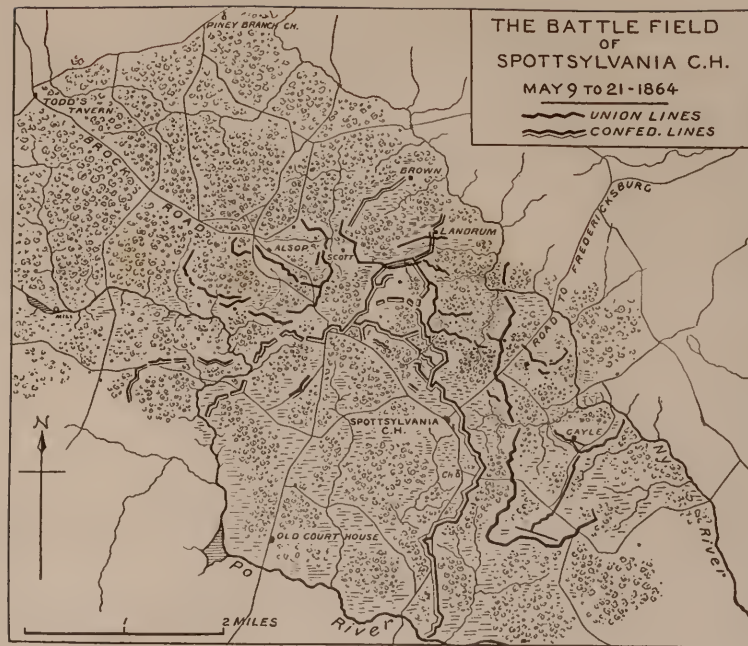 THE BATTLE FIELD
OF
SPOTTSYLVANIA C.H.
MAY 9 TO 21 - 1864
UNION LINES
CONFED. LINES
PINEY BRANCH CH.
TODD'S
TAVERN
BROCK
ROAD
BROWN
LANDRUM
ALSOP
SCOTT
ROAD TO FREDERICKSBURG
MILL
N
SPOTTSYLVANIA
C.H.
GAYLE
Ch
OLD COURT HOUSE
Po
River
River
1
2 MILES